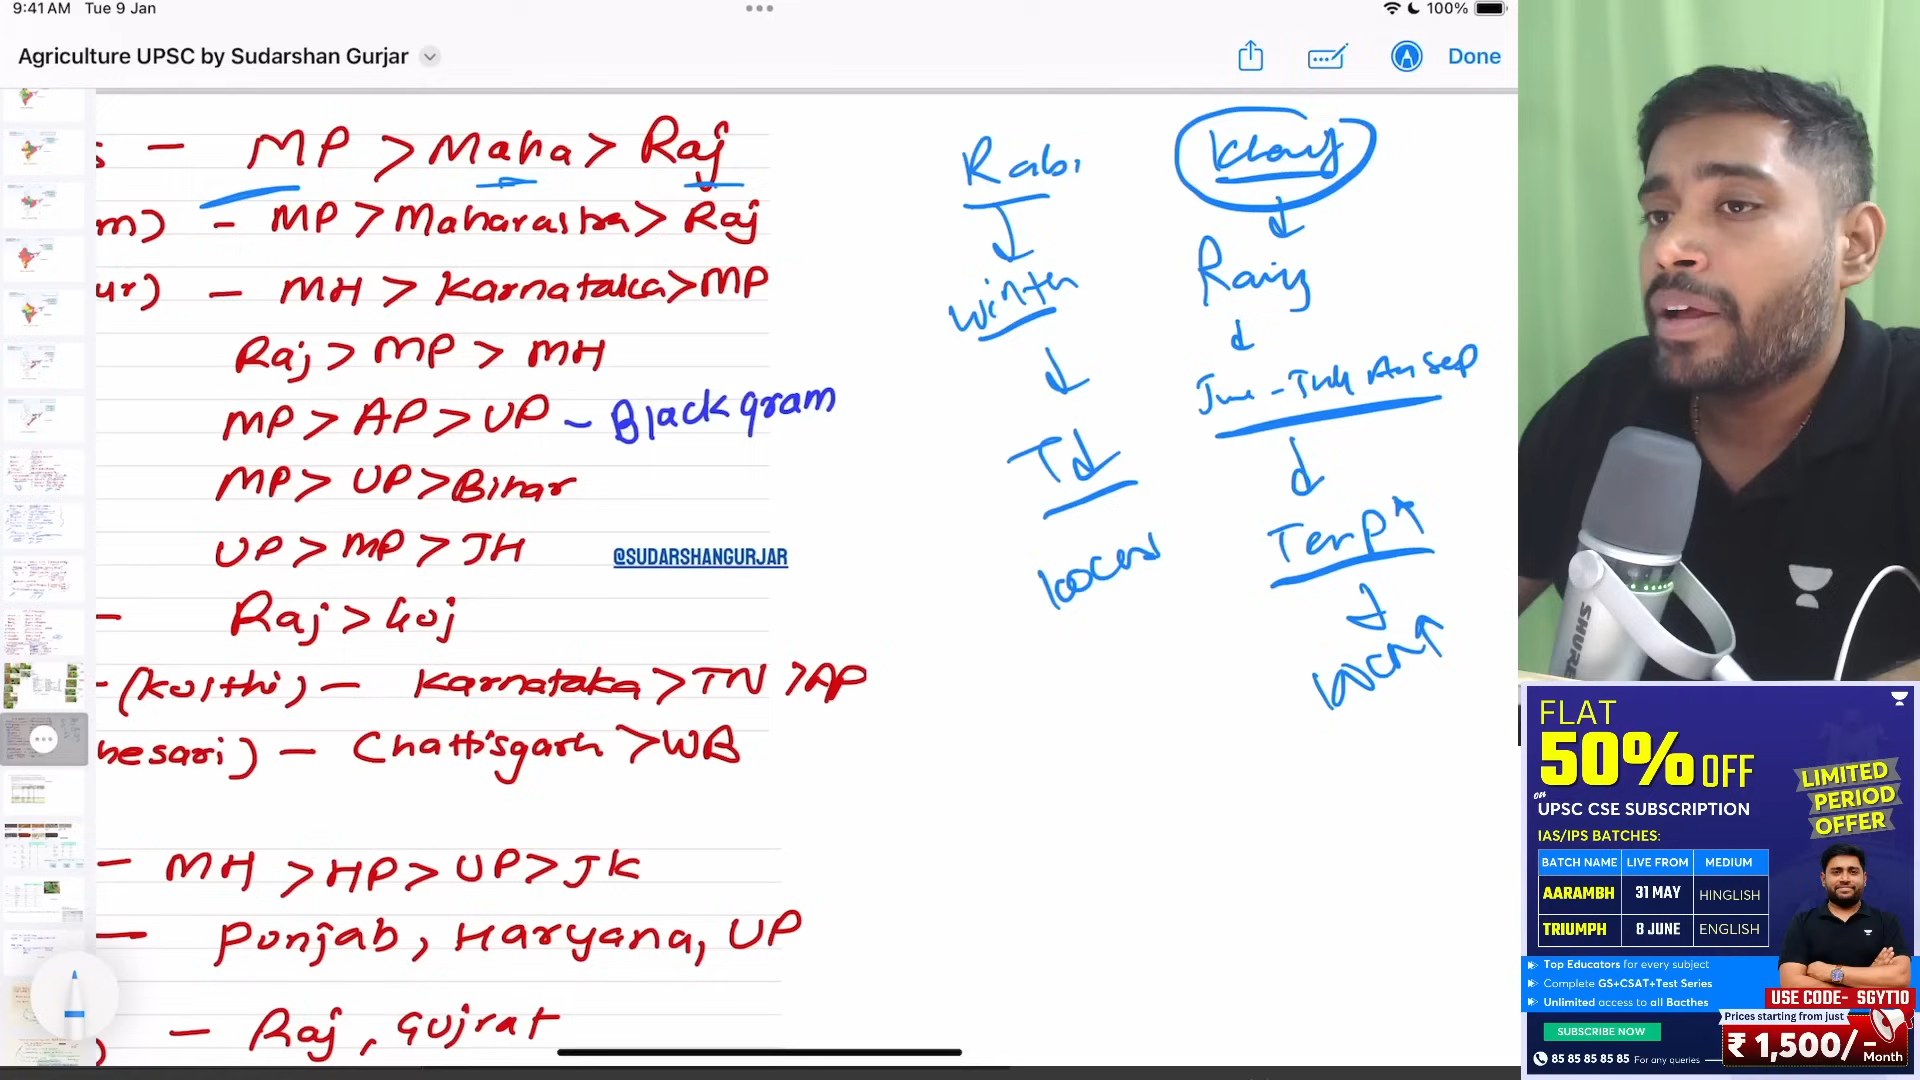 9:41 AM Tue 9 Jan
100%
Agriculture UPSC by Sudarshan Gurjar
Done
s - MP > Maha > Raj
m) - MP > Maharastra > Raj
ur) - MH > Karnataka > MP
Raj > MP > MH
MP > AP > UP - Black gram
MP > UP > Bihar
UP > MP > JH
@SUDARSHANGURJAR
- Raj > Guj
- (Kulthi) - Karnataka > TN > AP
hesari) - Chattisgarh > WB
- MH > HP > UP > JK
- Punjab, Haryana, UP
- Raj, Gujrat
Rabi
↓
Winter
↓
T↓
Kharif
↓
Rainy
↓
June - July Au Sep
↓
Temp ↑
↓
SHURE
FLAT
50% OFF
on
UPSC CSE SUBSCRIPTION
LIMITED
PERIOD
OFFER
IAS/IPS BATCHES:
BATCH NAME LIVE FROM MEDIUM
AARAMBH 31 MAY HINGLISH
TRIUMPH 8 JUNE ENGLISH
Top Educators for every subject
Complete GS+CSAT+Test Series
Unlimited access to all Bacthes
USE CODE- SGYT10
SUBSCRIBE NOW
Prices starting from just
₹ 1,500/-
Month
85 85 85 85 85 For any queries